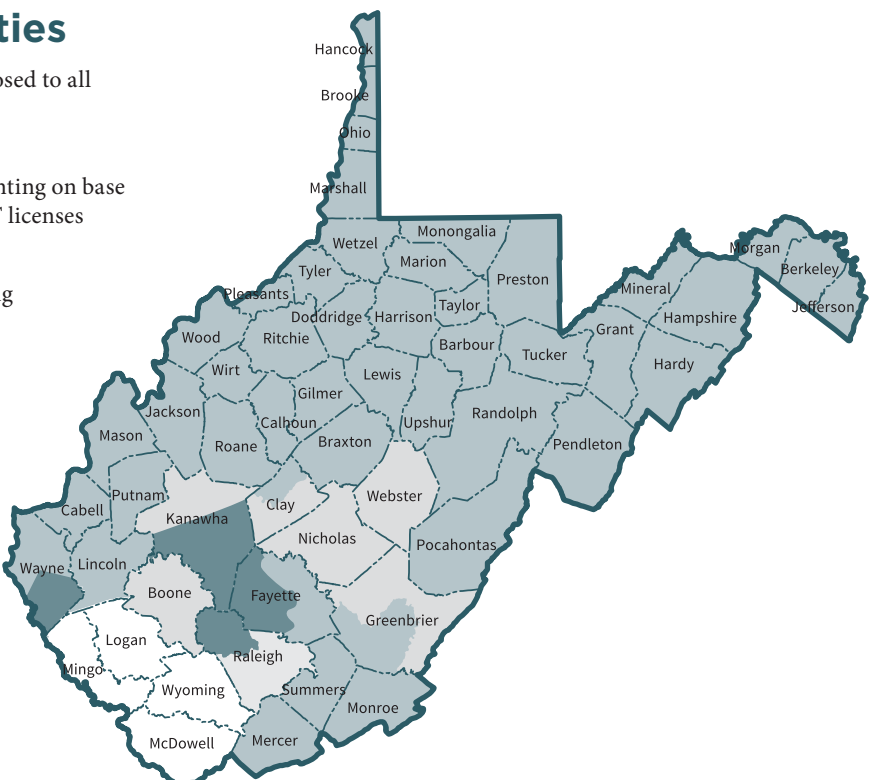 ties
osed to all
nting on base
T licenses
g
Hancock
Brooke
Ohio
Marshall
Wetzel
Monongalia
Marion
Tyler
Preston
Morgan
Berkeley
Jefferson
Mineral
Hampshire
Pleasants
Doddridge
Harrison
Taylor
Grant
Wood
Ritchie
Barbour
Tucker
Hardy
Wirt
Lewis
Gilmer
Jackson
Calhoun
Upshur
Randolph
Mason
Roane
Braxton
Pendleton
Putnam
Clay
Webster
Cabell
Kanawha
Nicholas
Pocahontas
Wayne
Lincoln
Boone
Fayette
Greenbrier
Logan
Raleigh
Mingo
Wyoming
Summers
Monroe
McDowell
Mercer